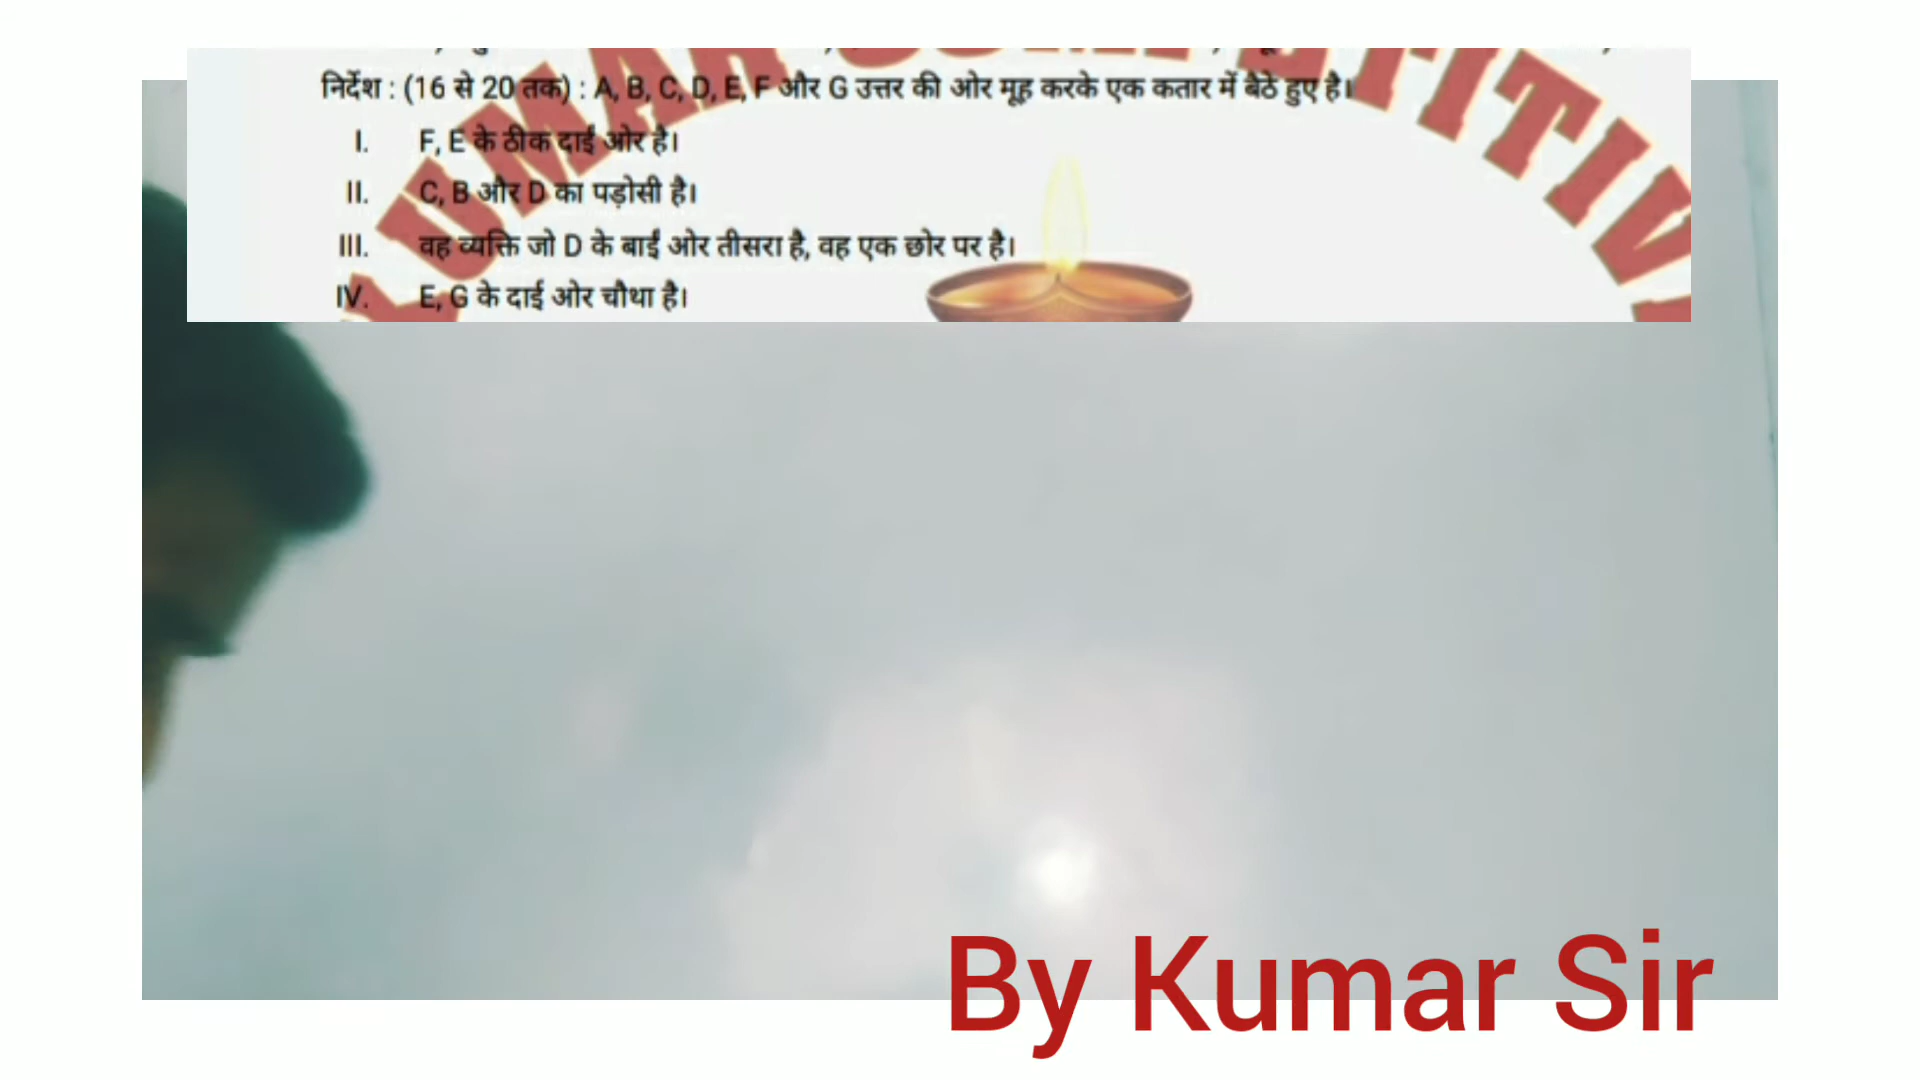 निर्देश : (16 से 20 तक) : A, B, C, D, E, F और G उत्तर की ओर मूह करके एक कतार में बैठे हुए है।
I. F, E के ठीक दाईं ओर है।
II. C, B और D का पड़ोसी है।
III. वह व्यक्ति जो D के बाईं ओर तीसरा है, वह एक छोर पर है।
IV. E, G के दाईं ओर चौथा है।
By Kumar Sir